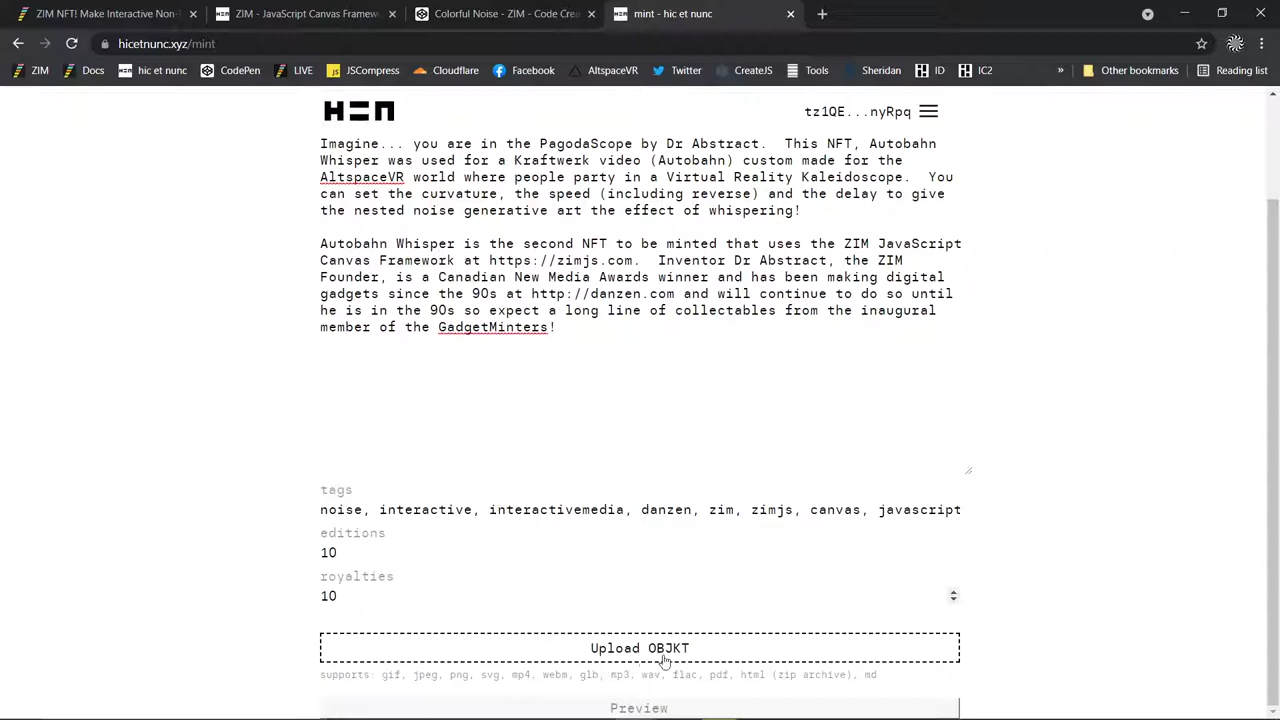 ZIM NFT! Make Interactive Non-
ZIM - JavaScript Canvas Framew
Colorful Noise - ZIM - Code Crea
mint - hic et nunc
hicetnunc.xyz/mint
ZIM
Docs
hic et nunc
CodePen
LIVE
JS
JSCompress
Cloudflare
Facebook
AltspaceVR
Twitter
CreateJS
Tools
Sheridan
ID
IC2
»
Other bookmarks
Reading list
tz1QE...nyRpq
Imagine... you are in the PagodaScope by Dr Abstract. This NFT, Autobahn
Whisper was used for a Kraftwerk video (Autobahn) custom made for the
AltspaceVR world where people party in a Virtual Reality Kaleidoscope. You
can set the curvature, the speed (including reverse) and the delay to give
the nested noise generative art the effect of whispering!
Autobahn Whisper is the second NFT to be minted that uses the ZIM JavaScript
Canvas Framework at https://zimjs.com. Inventor Dr Abstract, the ZIM
Founder, is a Canadian New Media Awards winner and has been making digital
gadgets since the 90s at http://danzen.com and will continue to do so until
he is in the 90s so expect a long line of collectables from the inaugural
member of the GadgetMinters!
tags
noise, interactive, interactivemedia, danzen, zim, zimjs, canvas, javascript
editions
10
royalties
10
Upload OBJKT
supports: gif, jpeg, png, svg, mp4, webm, glb, mp3, wav, flac, pdf, html (zip archive), md
Preview